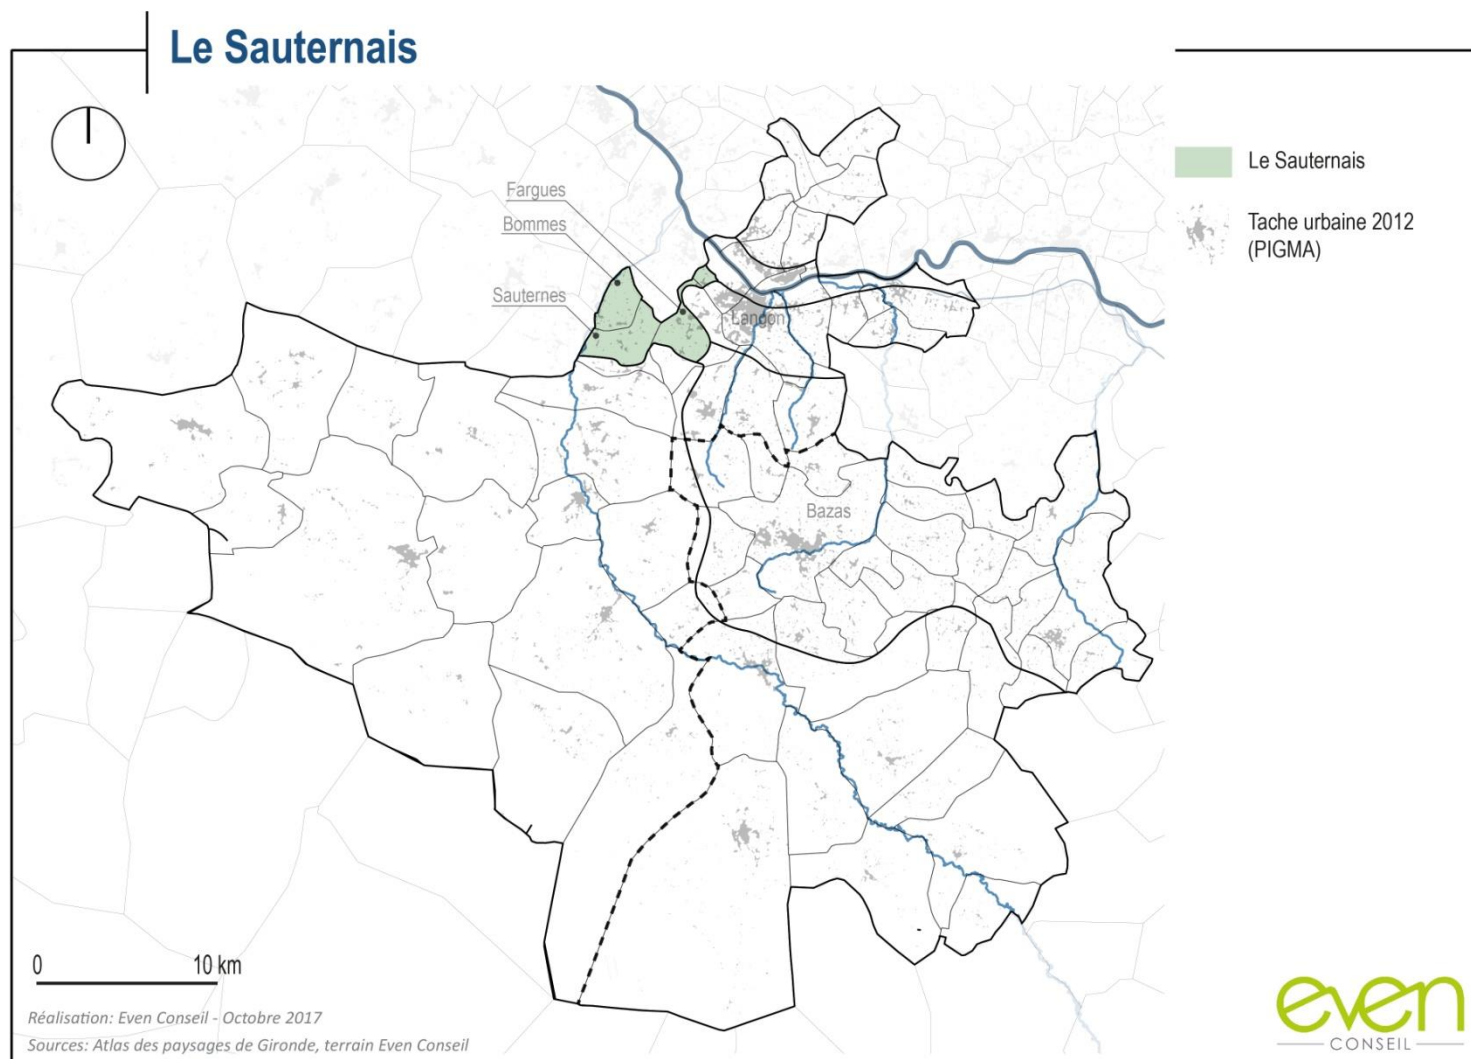 Le Sauternais
Fargues
Bommes
Sauternes
Langon
Bazas
Le Sauternais
Tache urbaine 2012
(PIGMA)
0 10 km
Réalisation: Even Conseil - Octobre 2017
Sources: Atlas des paysages de Gironde, terrain Even Conseil
even
CONSEIL